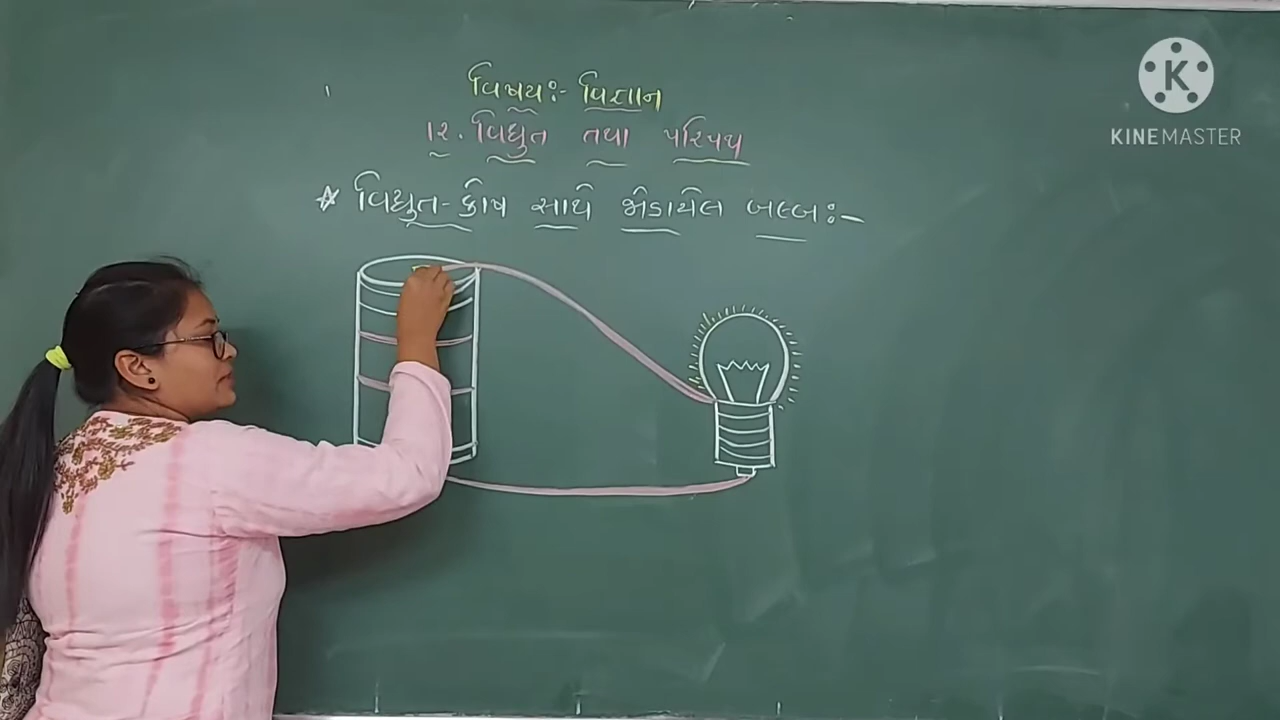 વિષય:- વિજ્ઞાન
૧૨. વિદ્યુત તથા પરિપથ
☆ વિદ્યુત-કોષ સાથે જોડાયેલ બલ્બ:-
K
KINEMASTER